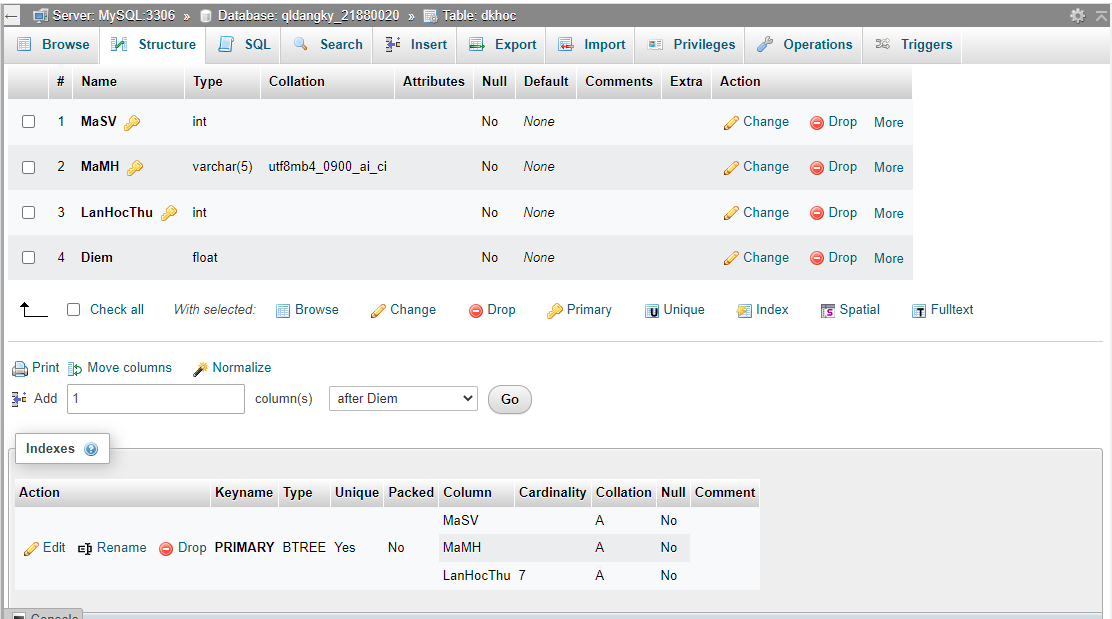 Server: MySQL:3306 » Database: qldangky_21880020 » Table: dkhoc
Browse Structure SQL Search Insert Export Import Privileges Operations Triggers
# Name Type Collation Attributes Null Default Comments Extra Action
1 MaSV int No None Change Drop More
2 MaMH varchar(5) utf8mb4_0900_ai_ci No None Change Drop More
3 LanHocThu int No None Change Drop More
4 Diem float No None Change Drop More
Check all With selected: Browse Change Drop Primary Unique Index Spatial Fulltext
Print Move columns Normalize
Add 1 column(s) after Diem Go
Indexes
Action Keyname Type Unique Packed Column Cardinality Collation Null Comment
MaSV A No
Edit Rename Drop PRIMARY BTREE Yes No MaMH A No
LanHocThu 7 A No
Console